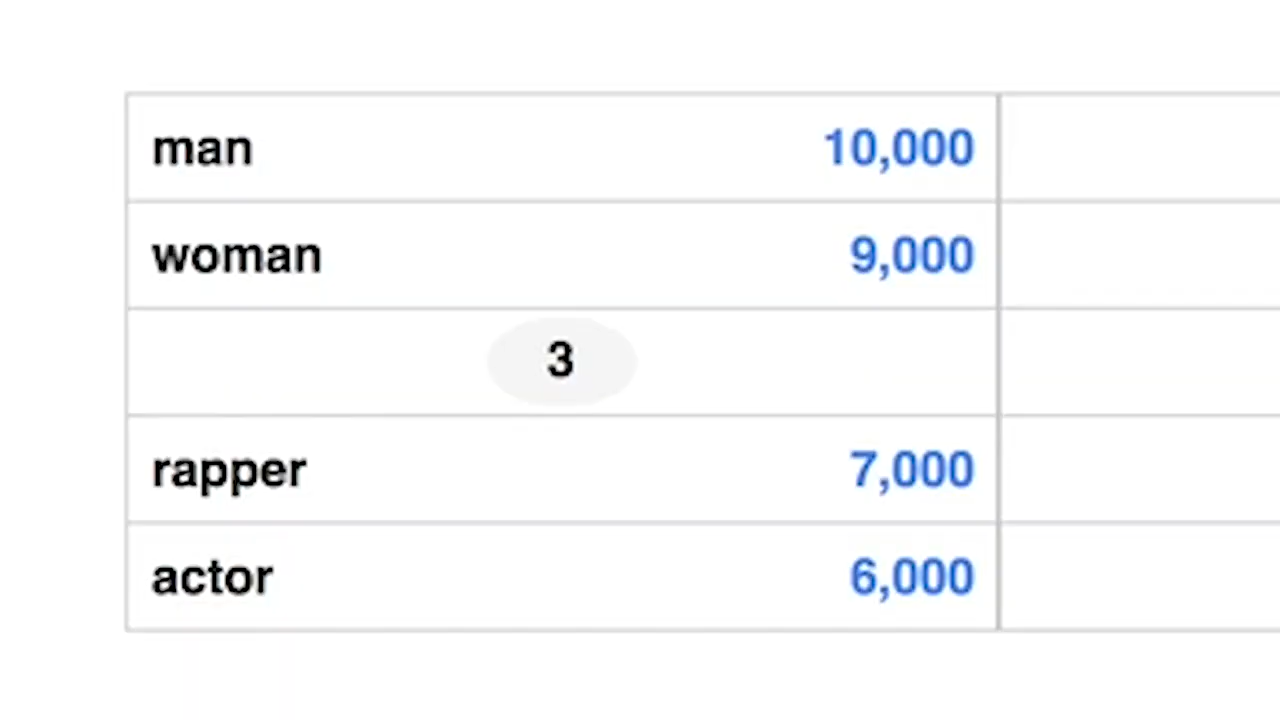 man 10,000
woman 9,000
3
rapper 7,000
actor 6,000